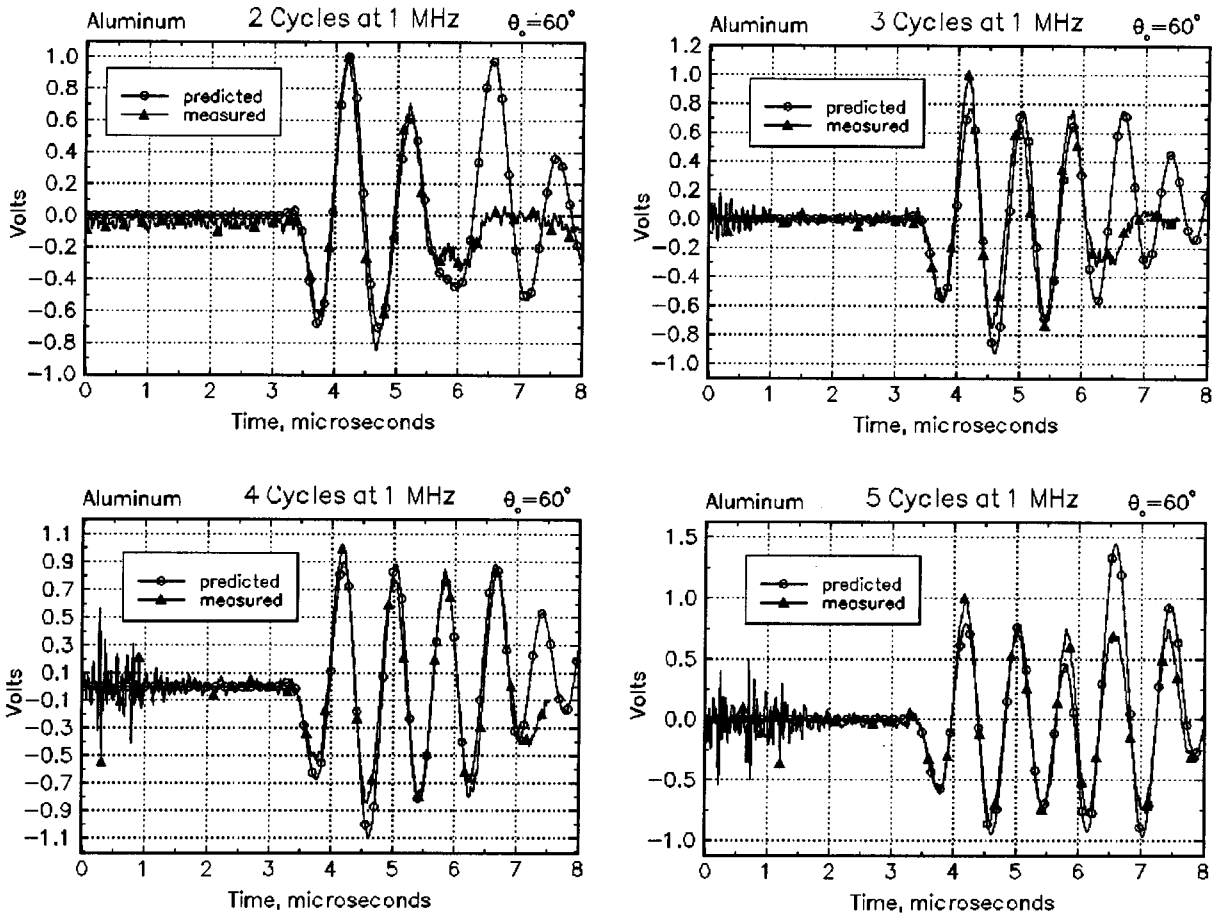 Aluminum 2 Cycles at 1 MHz θ₀=60°
predicted
measured
1.0
0.8
0.6
0.4
0.2
0.0
−0.2
−0.4
−0.6
−0.8
−1.0
Volts
0 1 2 3 4 5 6 7 8
Time, microseconds
Aluminum 3 Cycles at 1 MHz θ₀=60°
predicted
measured
1.2
1.0
0.8
0.6
0.4
0.2
0.0
−0.2
−0.4
−0.6
−0.8
−1.0
Volts
0 1 2 3 4 5 6 7 8
Time, microseconds
Aluminum 4 Cycles at 1 MHz θ₀=60°
predicted
measured
1.1
0.9
0.7
0.5
0.3
0.1
−0.1
−0.3
−0.5
−0.7
−0.9
−1.1
Volts
0 1 2 3 4 5 6 7 8
Time, microseconds
Aluminum 5 Cycles at 1 MHz θ₀=60°
predicted
measured
1.5
1.0
0.5
0.0
−0.5
−1.0
Volts
0 1 2 3 4 5 6 7 8
Time, microseconds